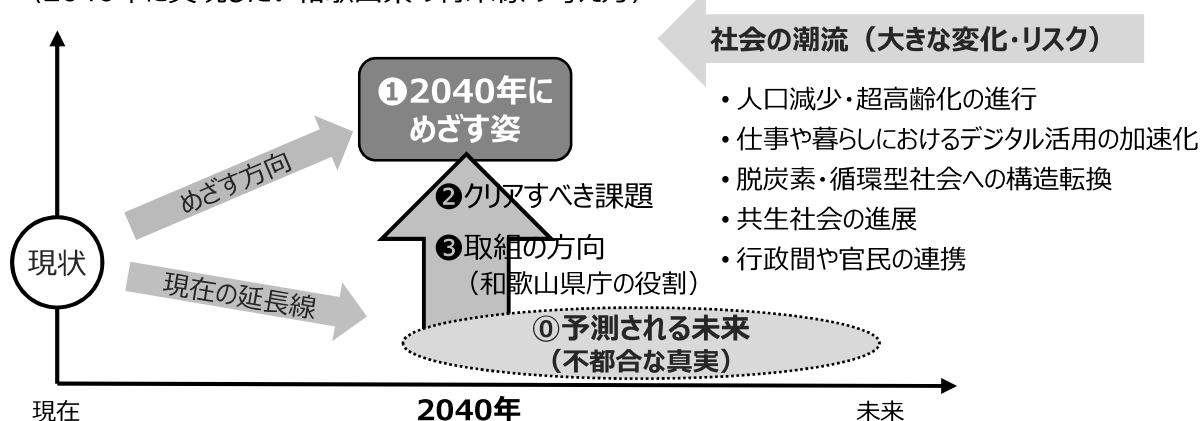 社会の潮流（大きな変化・リスク）
❶2040年に
めざす姿
• 人口減少・超高齢化の進行
• 仕事や暮らしにおけるデジタル活用の加速化
• 脱炭素・循環型社会への構造転換
• 共生社会の進展
• 行政間や官民の連携
めざす方向
❷クリアすべき課題
❸取組の方向
（和歌山県庁の役割）
現状
現在の延長線
⓪予測される未来
（不都合な真実）
現在
2040年
未来